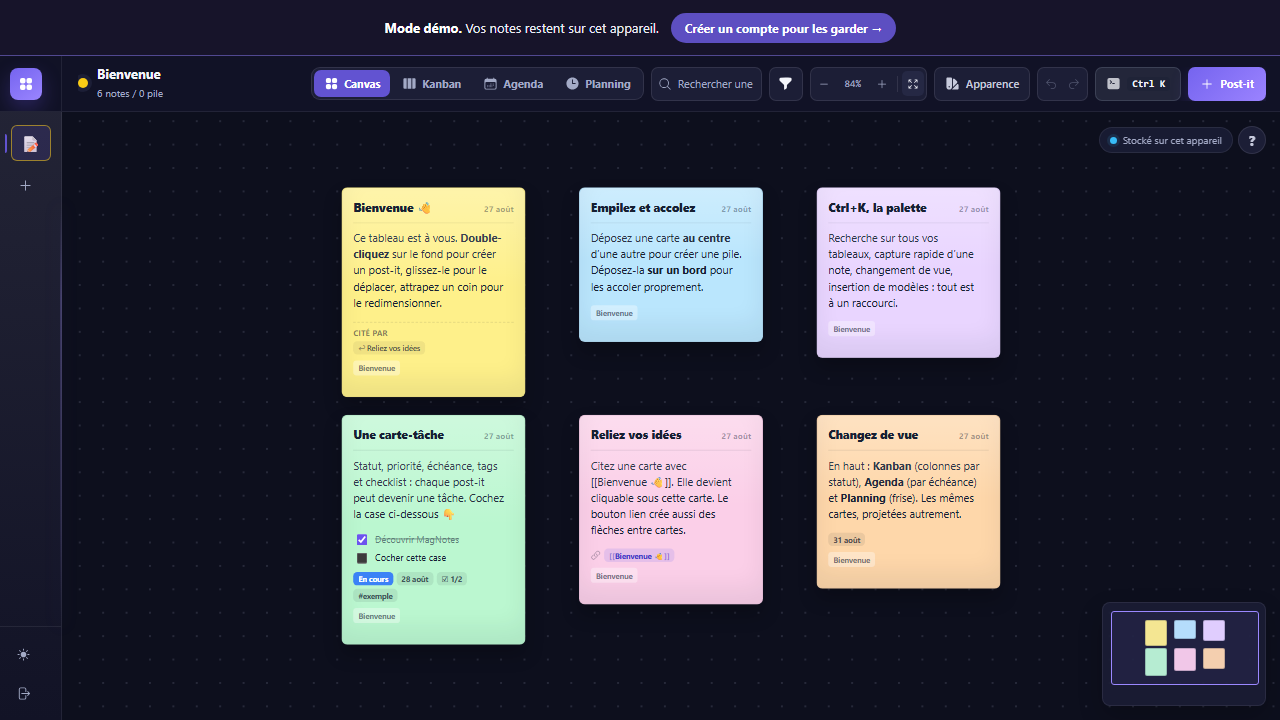 Mode démo. Vos notes restent sur cet appareil. Créer un compte pour les garder →
Bienvenue
6 notes / 0 pile
Canvas Kanban Agenda Planning
Rechercher une
84%
Apparence
Ctrl K
Post-it
Stocké sur cet appareil
?
Bienvenue 👋 27 août
Ce tableau est à vous. Double-
cliquez sur le fond pour créer
un post-it, glissez-le pour le
déplacer, attrapez un coin pour
le redimensionner.
CITÉ PAR
↩ Reliez vos idées
Bienvenue
Empilez et accolez 27 août
Déposez une carte au centre
d'une autre pour créer une pile.
Déposez-la sur un bord pour
les accoler proprement.
Bienvenue
Ctrl+K, la palette 27 août
Recherche sur tous vos
tableaux, capture rapide d'une
note, changement de vue,
insertion de modèles : tout est
à un raccourci.
Bienvenue
Une carte-tâche 27 août
Statut, priorité, échéance, tags
et checklist : chaque post-it
peut devenir une tâche. Cochez
la case ci-dessous 👇
Découvrir MagNotes
Cocher cette case
En cours 28 août ☑ 1/2
#exemple
Bienvenue
Reliez vos idées 27 août
Citez une carte avec
[[Bienvenue 👋]]. Elle devient
cliquable sous cette carte. Le
bouton lien crée aussi des
flèches entre cartes.
[[Bienvenue 👋]]
Bienvenue
Changez de vue 27 août
En haut : Kanban (colonnes par
statut), Agenda (par échéance)
et Planning (frise). Les mêmes
cartes, projetées autrement.
31 août
Bienvenue